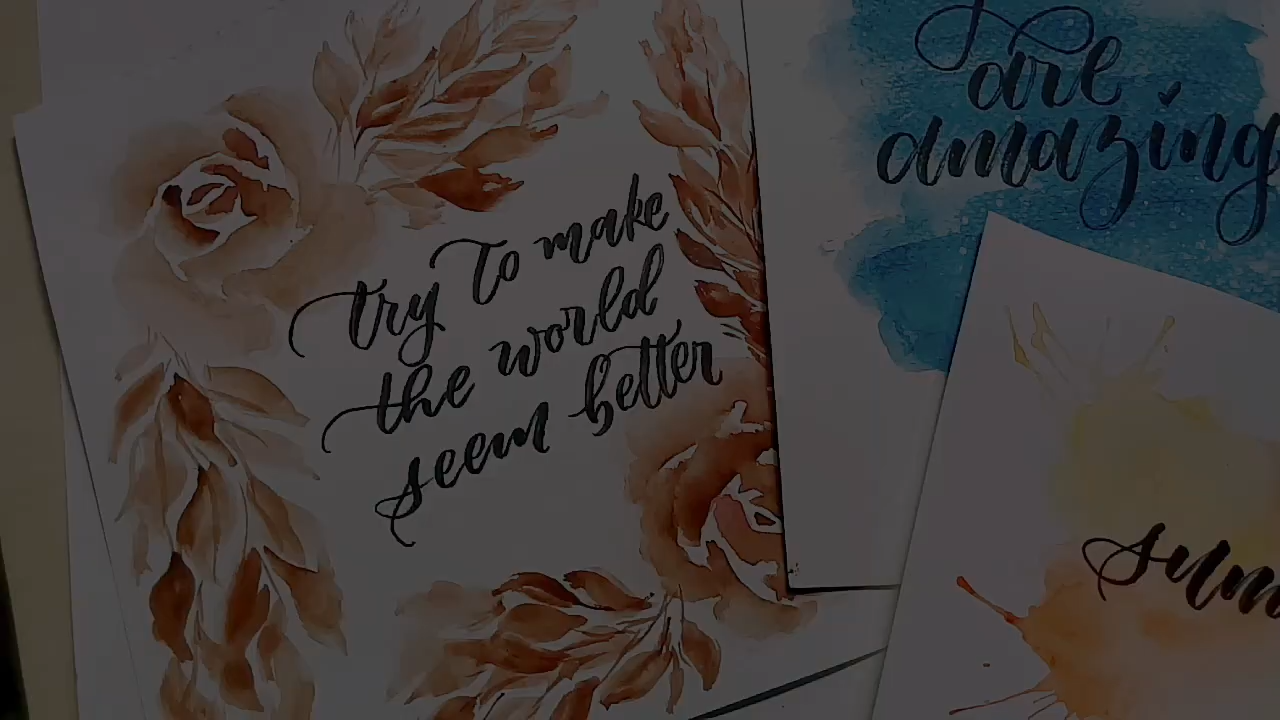 try to make
the world
seem better
are
amazing